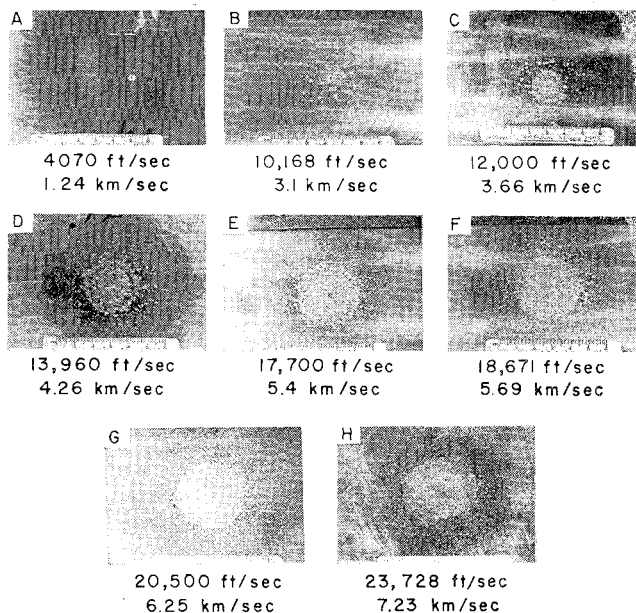 A
B
C
4070 ft/sec
1.24 km/sec
10,168 ft/sec
3.1 km/sec
12,000 ft/sec
3.66 km/sec
D
E
F
13,960 ft/sec
4.26 km/sec
17,700 ft/sec
5.4 km/sec
18,671 ft/sec
5.69 km/sec
G
H
20,500 ft/sec
6.25 km/sec
23,728 ft/sec
7.23 km/sec